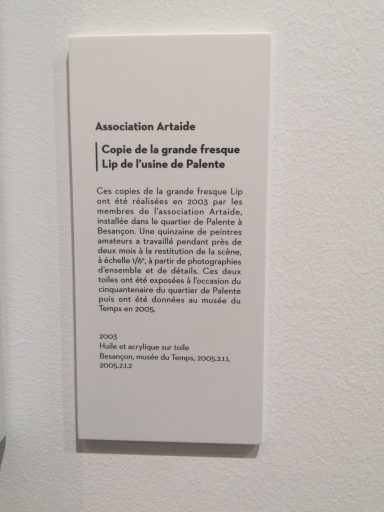 Association Artaide
Copie de la grande fresque
Lip de l'usine de Palente
Ces copies de la grande fresque Lip
ont été réalisées en 2003 par les
membres de l'association Artaide,
installée dans le quartier de Palente à
Besançon. Une quinzaine de peintres
amateurs a travaillé pendant près de
deux mois à la restitution de la scène,
à échelle 1/6e, à partir de photographies
d'ensemble et de détails. Ces deux
toiles ont été exposées à l'occasion du
cinquantenaire du quartier de Palente
puis ont été données au musée du
Temps en 2005.
2003
Huile et acrylique sur toile
Besançon, musée du Temps, 2005.2.1.1,
2005.2.1.2